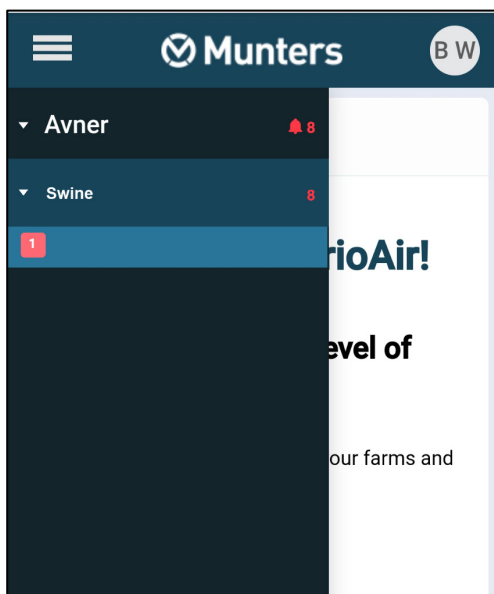 Munters
B W
Avner
8
Swine
8
1
rioAir!
evel of
our farms and